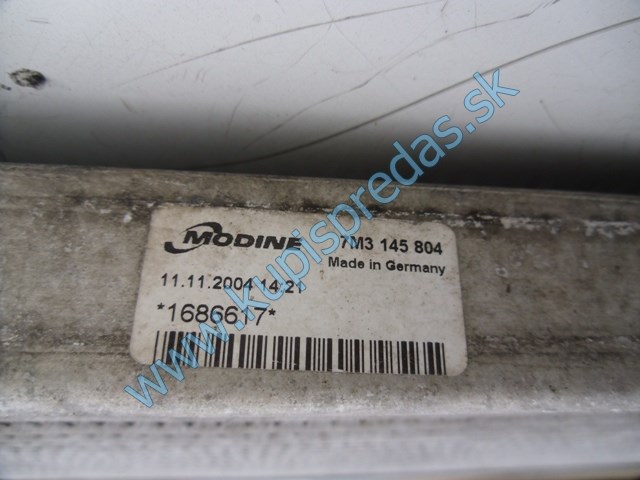 MODINE 7M3 145 804
Made in Germany
11.11.2004 14:21
*1686617*
www.kupispredas.sk